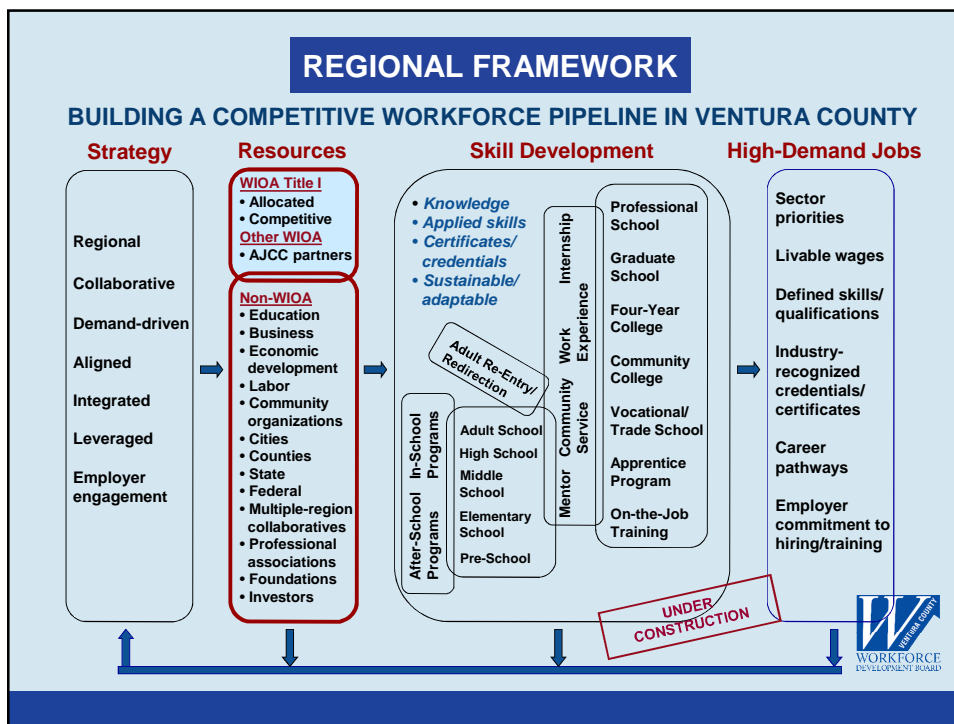 REGIONAL FRAMEWORK
BUILDING A COMPETITIVE WORKFORCE PIPELINE IN VENTURA COUNTY
Strategy
Regional
Collaborative
Demand-driven
Aligned
Integrated
Leveraged
Employer
engagement
Resources
WIOA Title I
• Allocated
• Competitive
Other WIOA
• AJCC partners
Non-WIOA
• Education
• Business
• Economic
development
• Labor
• Community
organizations
• Cities
• Counties
• State
• Federal
• Multiple-region
collaboratives
• Professional
associations
• Foundations
• Investors
Skill Development
• Knowledge
• Applied skills
• Certificates/
credentials
• Sustainable/
adaptable
Adult Re-Entry/
Redirection
In-School
Programs
After-School
Programs
Adult School
High School
Middle
School
Elementary
School
Pre-School
Internship
Work
Experience
Community
Service
Mentor
Professional
School
Graduate
School
Four-Year
College
Community
College
Vocational/
Trade School
Apprentice
Program
On-the-Job
Training
High-Demand Jobs
Sector
priorities
Livable wages
Defined skills/
qualifications
Industry-
recognized
credentials/
certificates
Career
pathways
Employer
commitment to
hiring/training
UNDER
CONSTRUCTION
W
VENTURA COUNTY
WORKFORCE
DEVELOPMENT BOARD